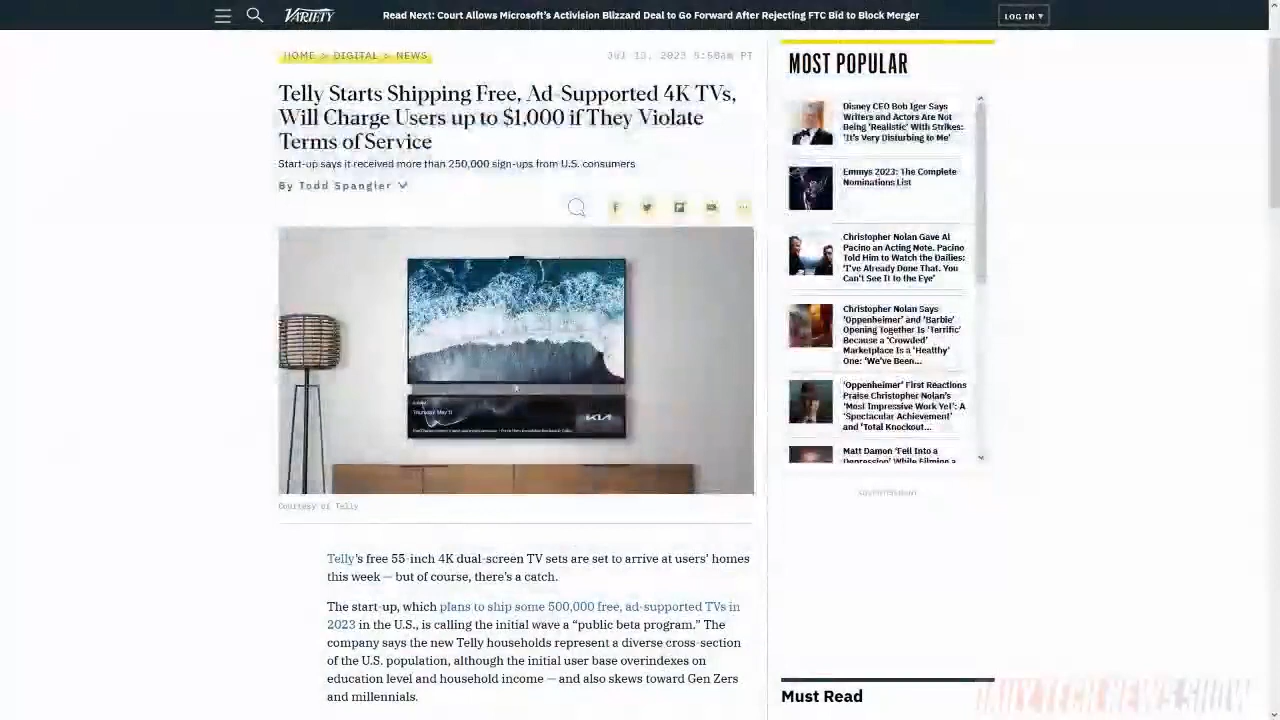 VARIETY
Read Next: Court Allows Microsoft's Activision Blizzard Deal to Go Forward After Rejecting FTC Bid to Block Merger
LOG IN ▾
HOME > DIGITAL > NEWS
Jul 13, 2023 5:58am PT
Telly Starts Shipping Free, Ad-Supported 4K TVs,
Will Charge Users up to $1,000 if They Violate
Terms of Service
Start-up says it received more than 250,000 sign-ups from U.S. consumers
By Todd Spangler
Thursday May 11
KIA
Courtesy of Telly
Telly's free 55-inch 4K dual-screen TV sets are set to arrive at users' homes
this week — but of course, there's a catch.
The start-up, which plans to ship some 500,000 free, ad-supported TVs in
2023 in the U.S., is calling the initial wave a “public beta program.” The
company says the new Telly households represent a diverse cross-section
of the U.S. population, although the initial user base overindexes on
education level and household income — and also skews toward Gen Zers
and millennials.
MOST POPULAR
Disney CEO Bob Iger Says
Writers and Actors Are Not
Being 'Realistic' With Strikes:
'It's Very Disturbing to Me'
Emmys 2023: The Complete
Nominations List
Christopher Nolan Gave Al
Pacino an Acting Note. Pacino
Told Him to Watch the Dailies:
'I've Already Done That. You
Can't See It to the Eye'
Christopher Nolan Says
'Oppenheimer' and 'Barbie'
Opening Together Is 'Terrific'
Because a 'Crowded'
Marketplace Is a 'Healthy'
One: 'We've Been...
'Oppenheimer' First Reactions
Praise Christopher Nolan's
'Most Impressive Work Yet': A
'Spectacular Achievement'
and 'Total Knockout...
Matt Damon 'Fell Into a
Depression' While Filming a
ADVERTISEMENT
Must Read
DAILY TECH NEWS SHOW